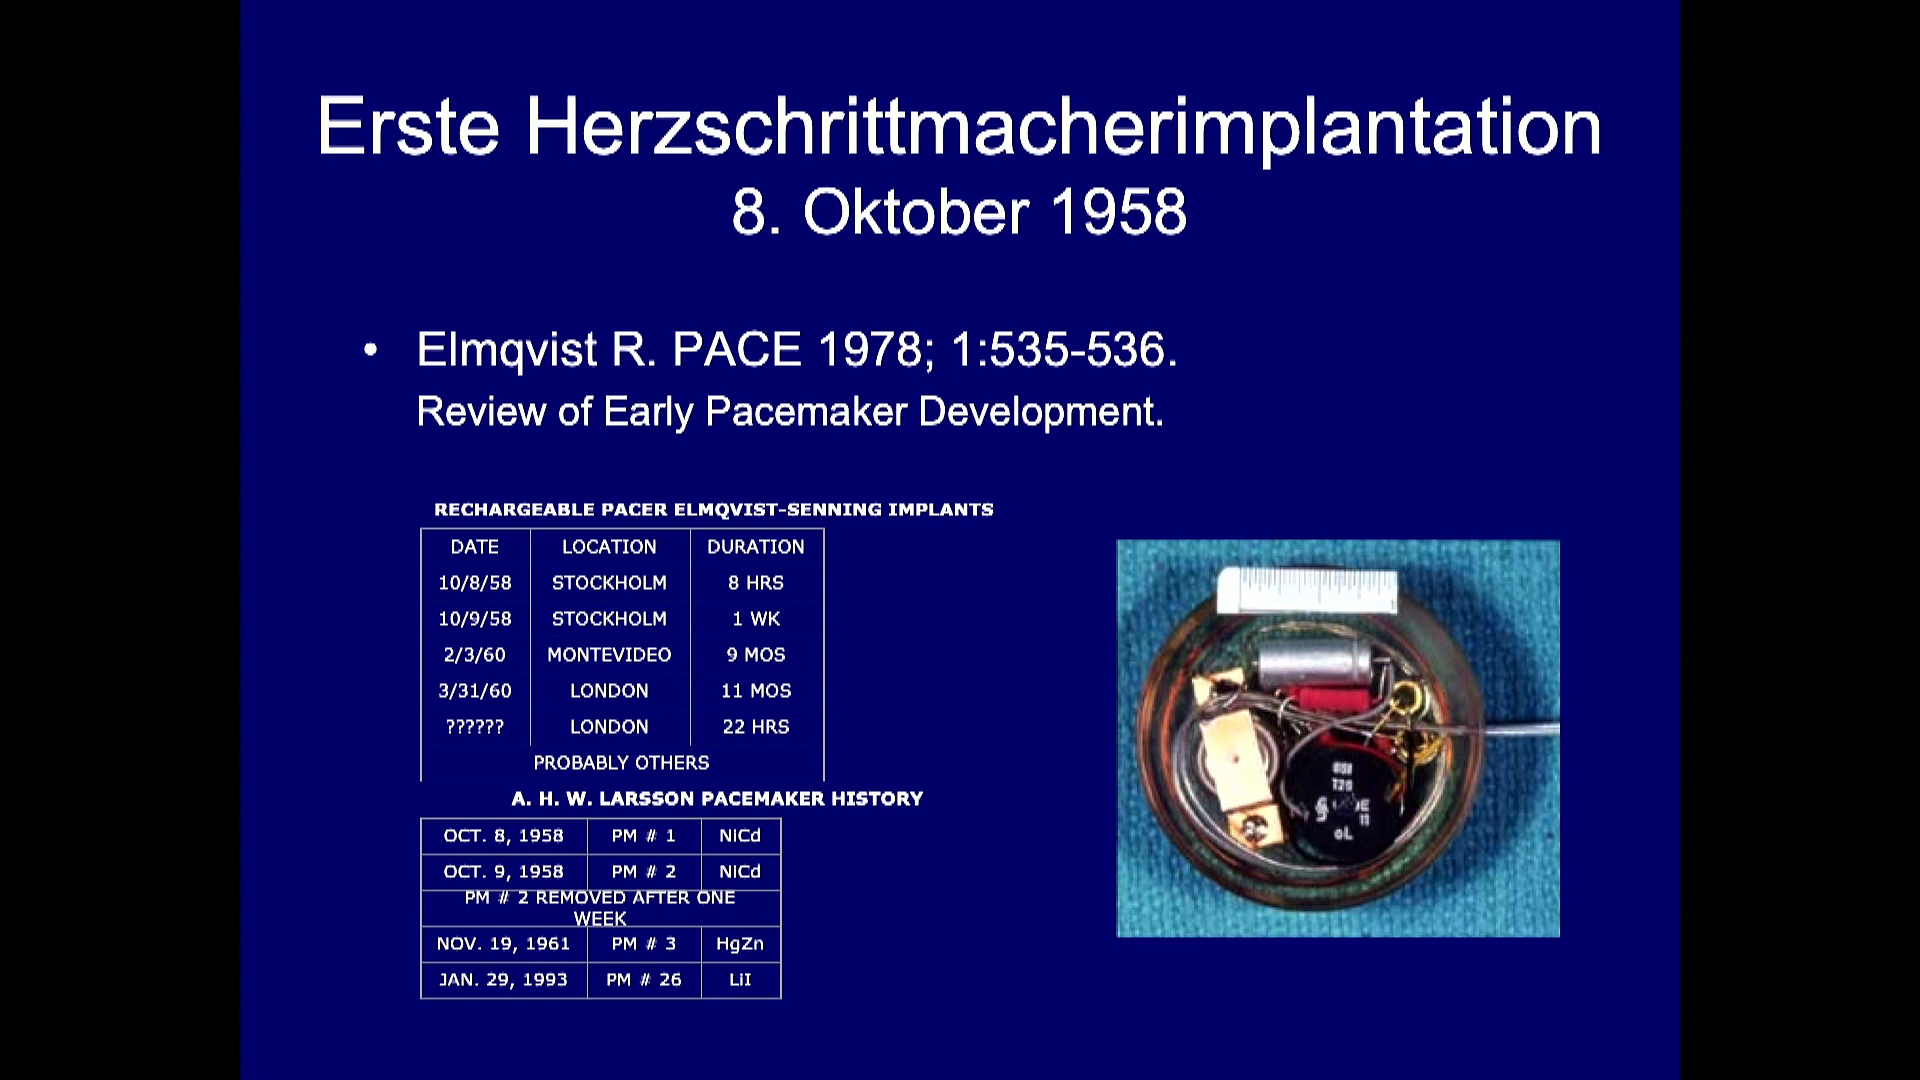 Erste Herzschrittmacherimplantation
8. Oktober 1958
• Elmqvist R. PACE 1978; 1:535-536.
Review of Early Pacemaker Development.
RECHARGEABLE PACER ELMQVIST-SENNING IMPLANTS
DATE LOCATION DURATION
10/8/58 STOCKHOLM 8 HRS
10/9/58 STOCKHOLM 1 WK
2/3/60 MONTEVIDEO 9 MOS
3/31/60 LONDON 11 MOS
?????? LONDON 22 HRS
PROBABLY OTHERS
A. H. W. LARSSON PACEMAKER HISTORY
OCT. 8, 1958 PM # 1 NiCd
OCT. 9, 1958 PM # 2 NiCd
PM # 2 REMOVED AFTER ONE
WEEK
NOV. 19, 1961 PM # 3 HgZn
JAN. 29, 1993 PM # 26 LiI